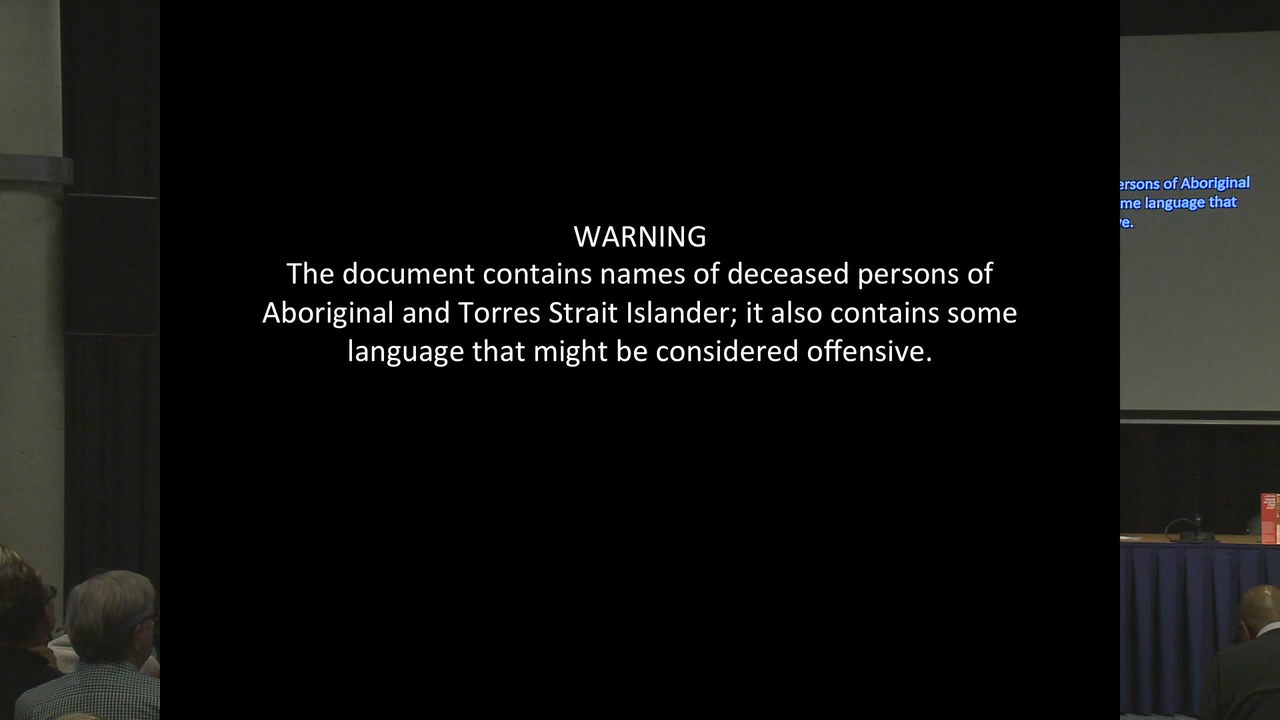 WARNING
The document contains names of deceased persons of
Aboriginal and Torres Strait Islander; it also contains some
language that might be considered offensive.
ersons of Aboriginal
me language that
ve.